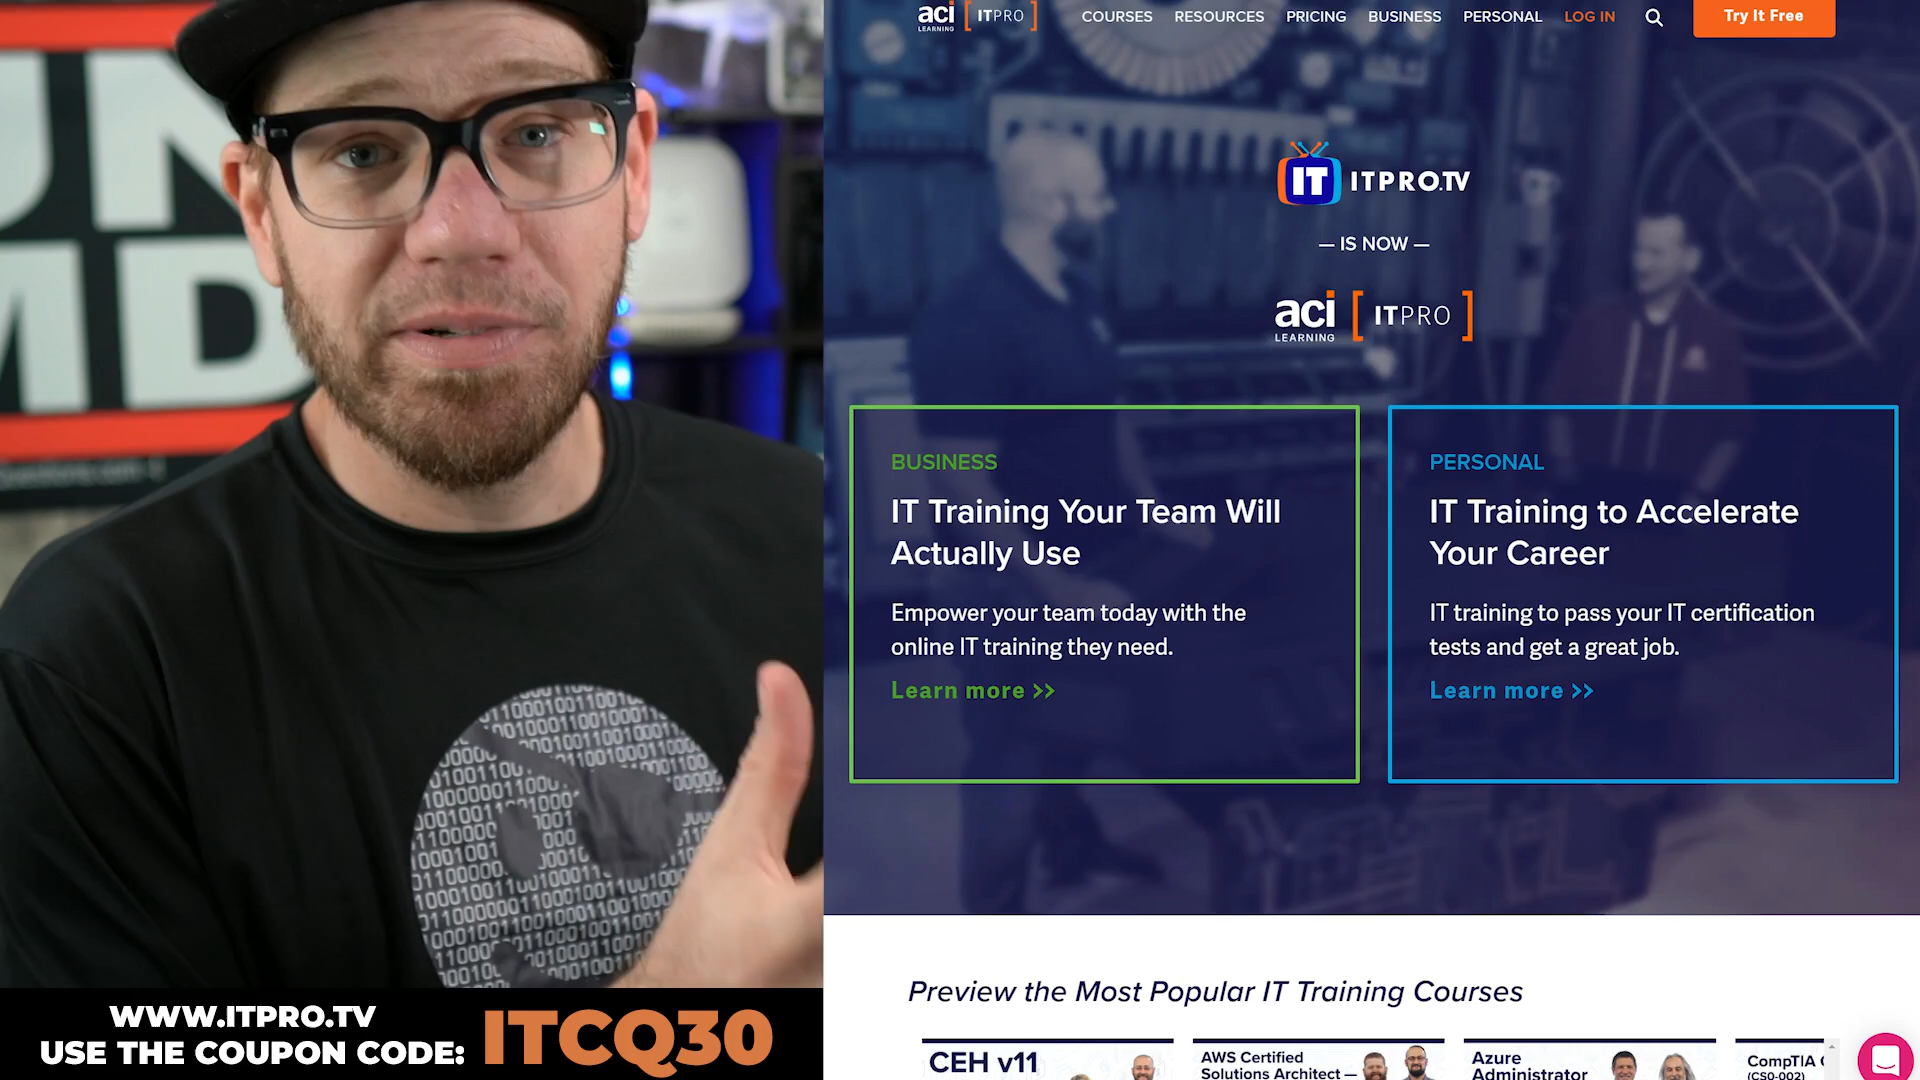 aci
LEARNING
[ ITPRO ]
COURSES
RESOURCES
PRICING
BUSINESS
PERSONAL
LOG IN
Try It Free
IT ITPRO.TV
— IS NOW —
aci
LEARNING
[ ITPRO ]
BUSINESS
IT Training Your Team Will
Actually Use
Empower your team today with the
online IT training they need.
Learn more >>
PERSONAL
IT Training to Accelerate
Your Career
IT training to pass your IT certification
tests and get a great job.
Learn more >>
Preview the Most Popular IT Training Courses
CEH v11
AWS Certified
Solutions Architect —
Azure
Administrator
CompTIA
(CS0-002)
WWW.ITPRO.TV
USE THE COUPON CODE:
ITCQ30